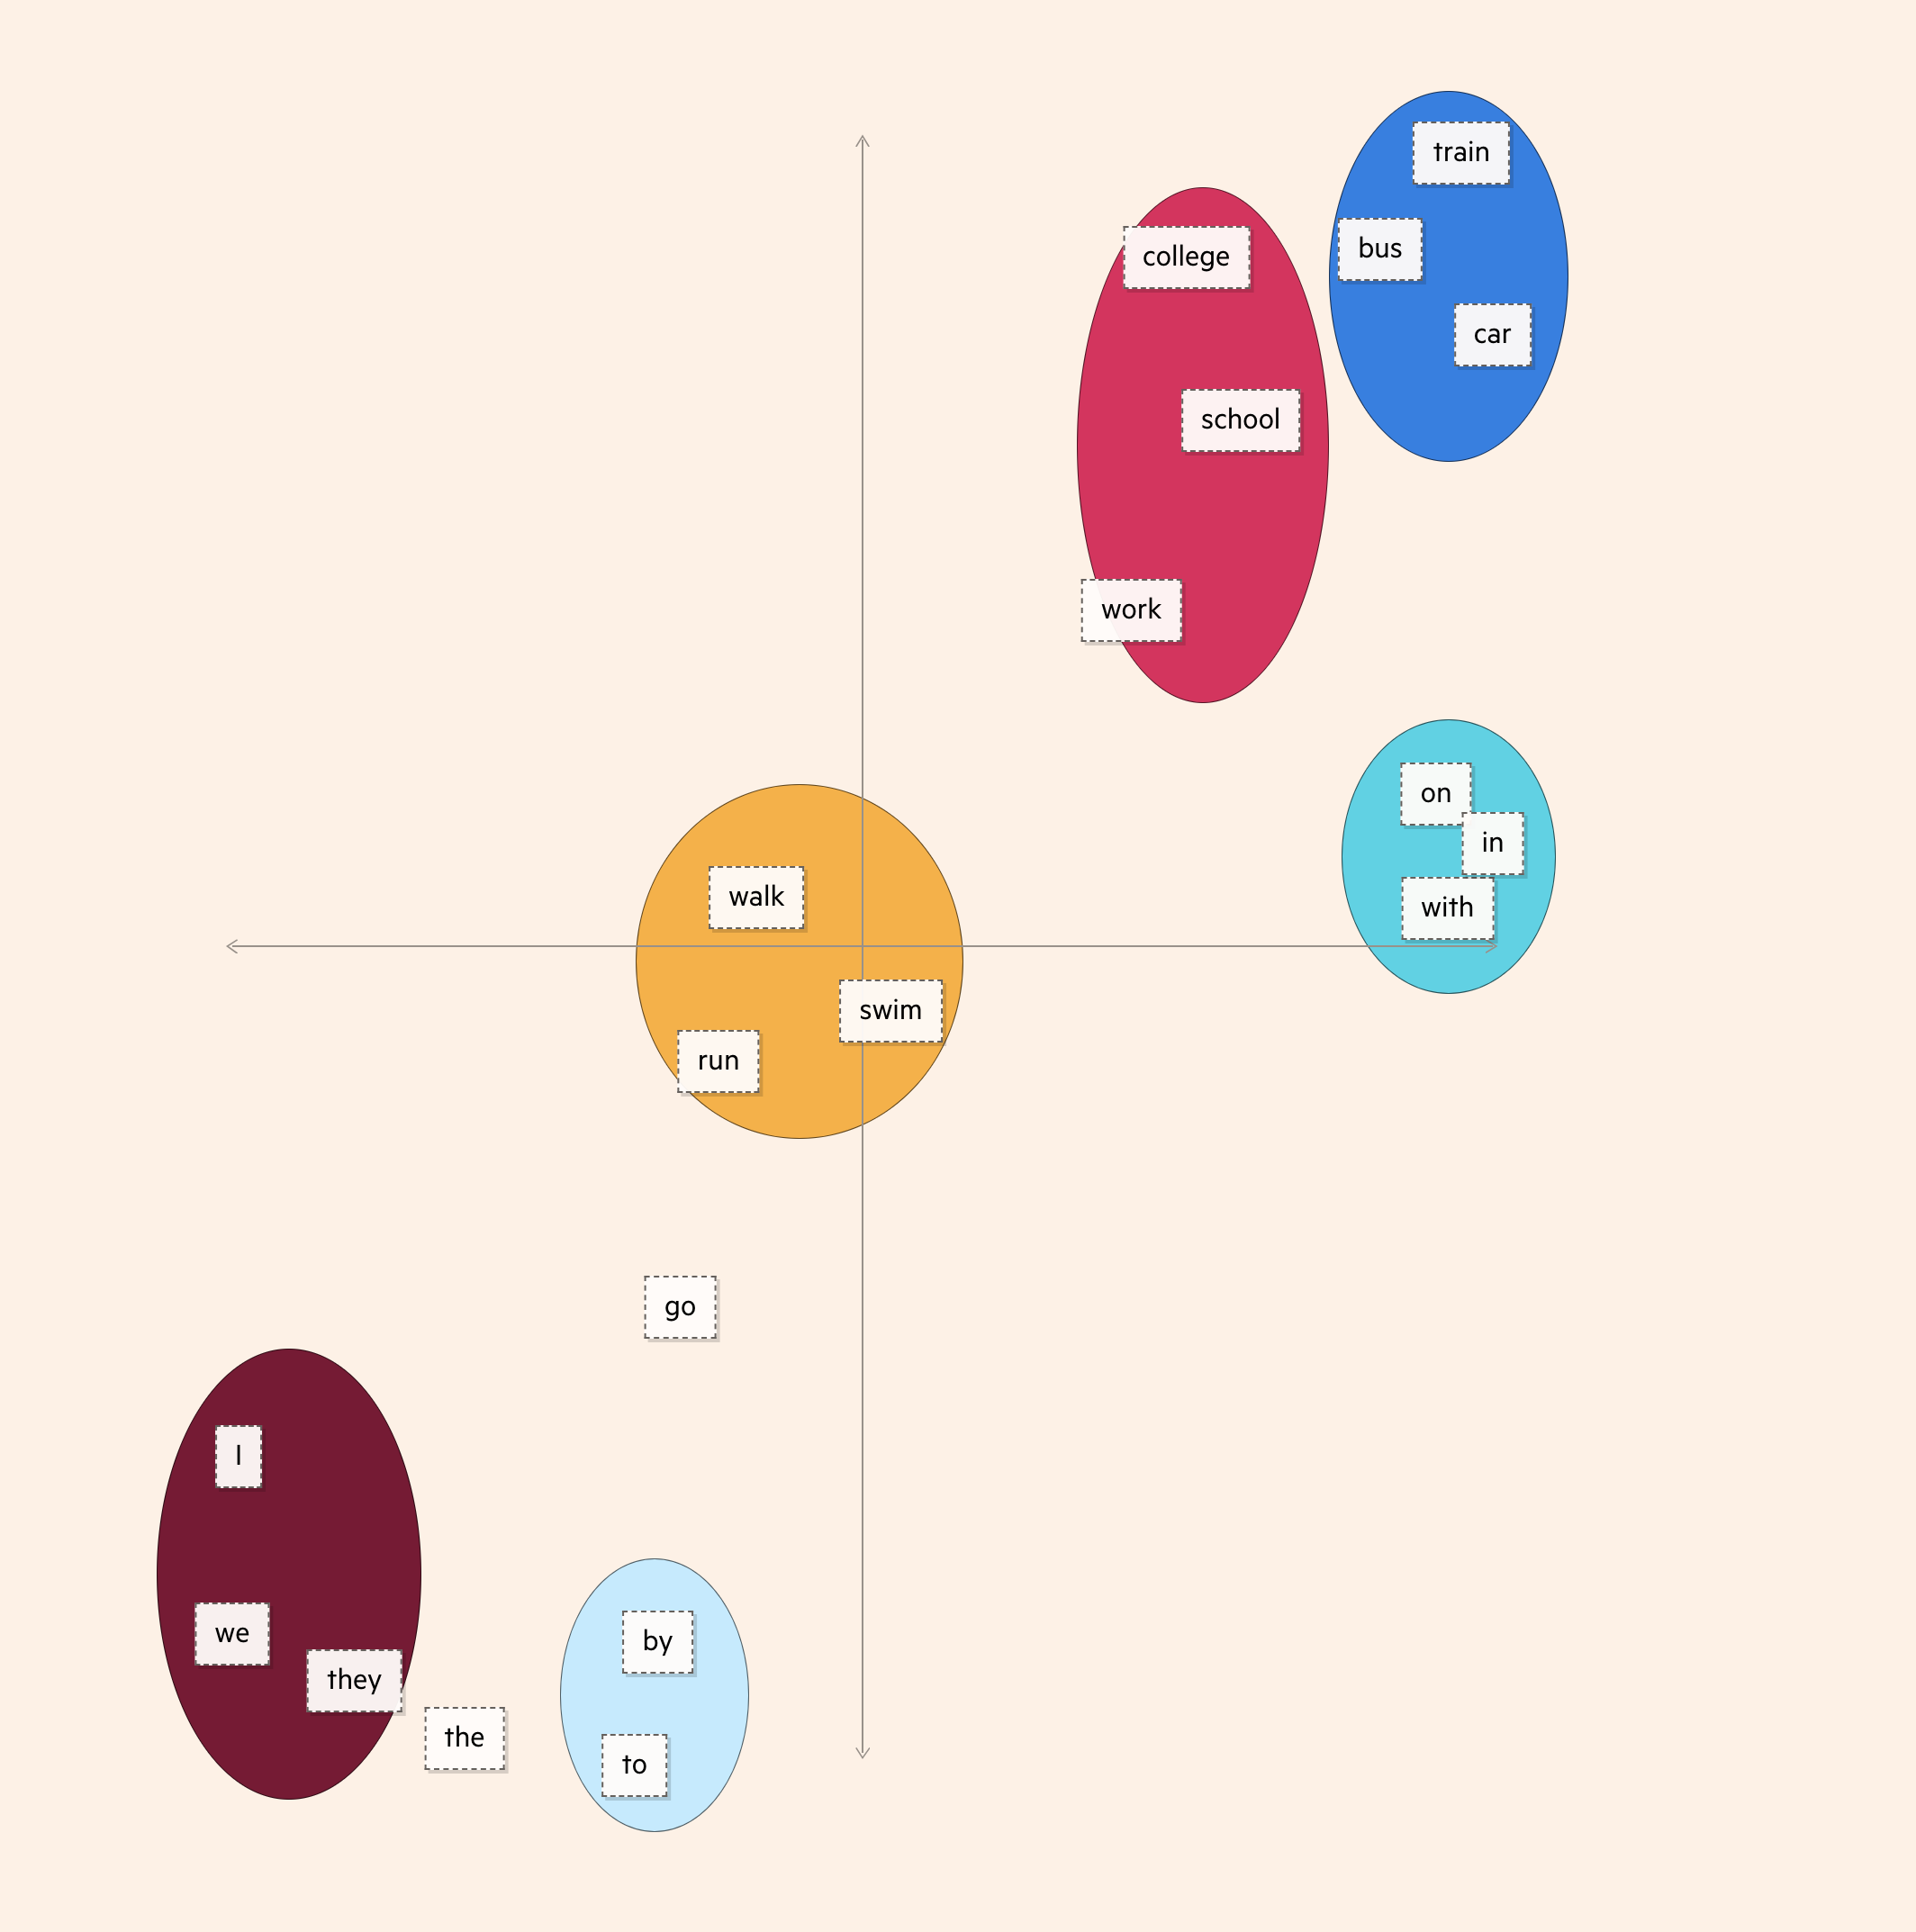 train
bus
college
car
school
work
on
in
walk
with
swim
run
go
I
we
by
they
the
to